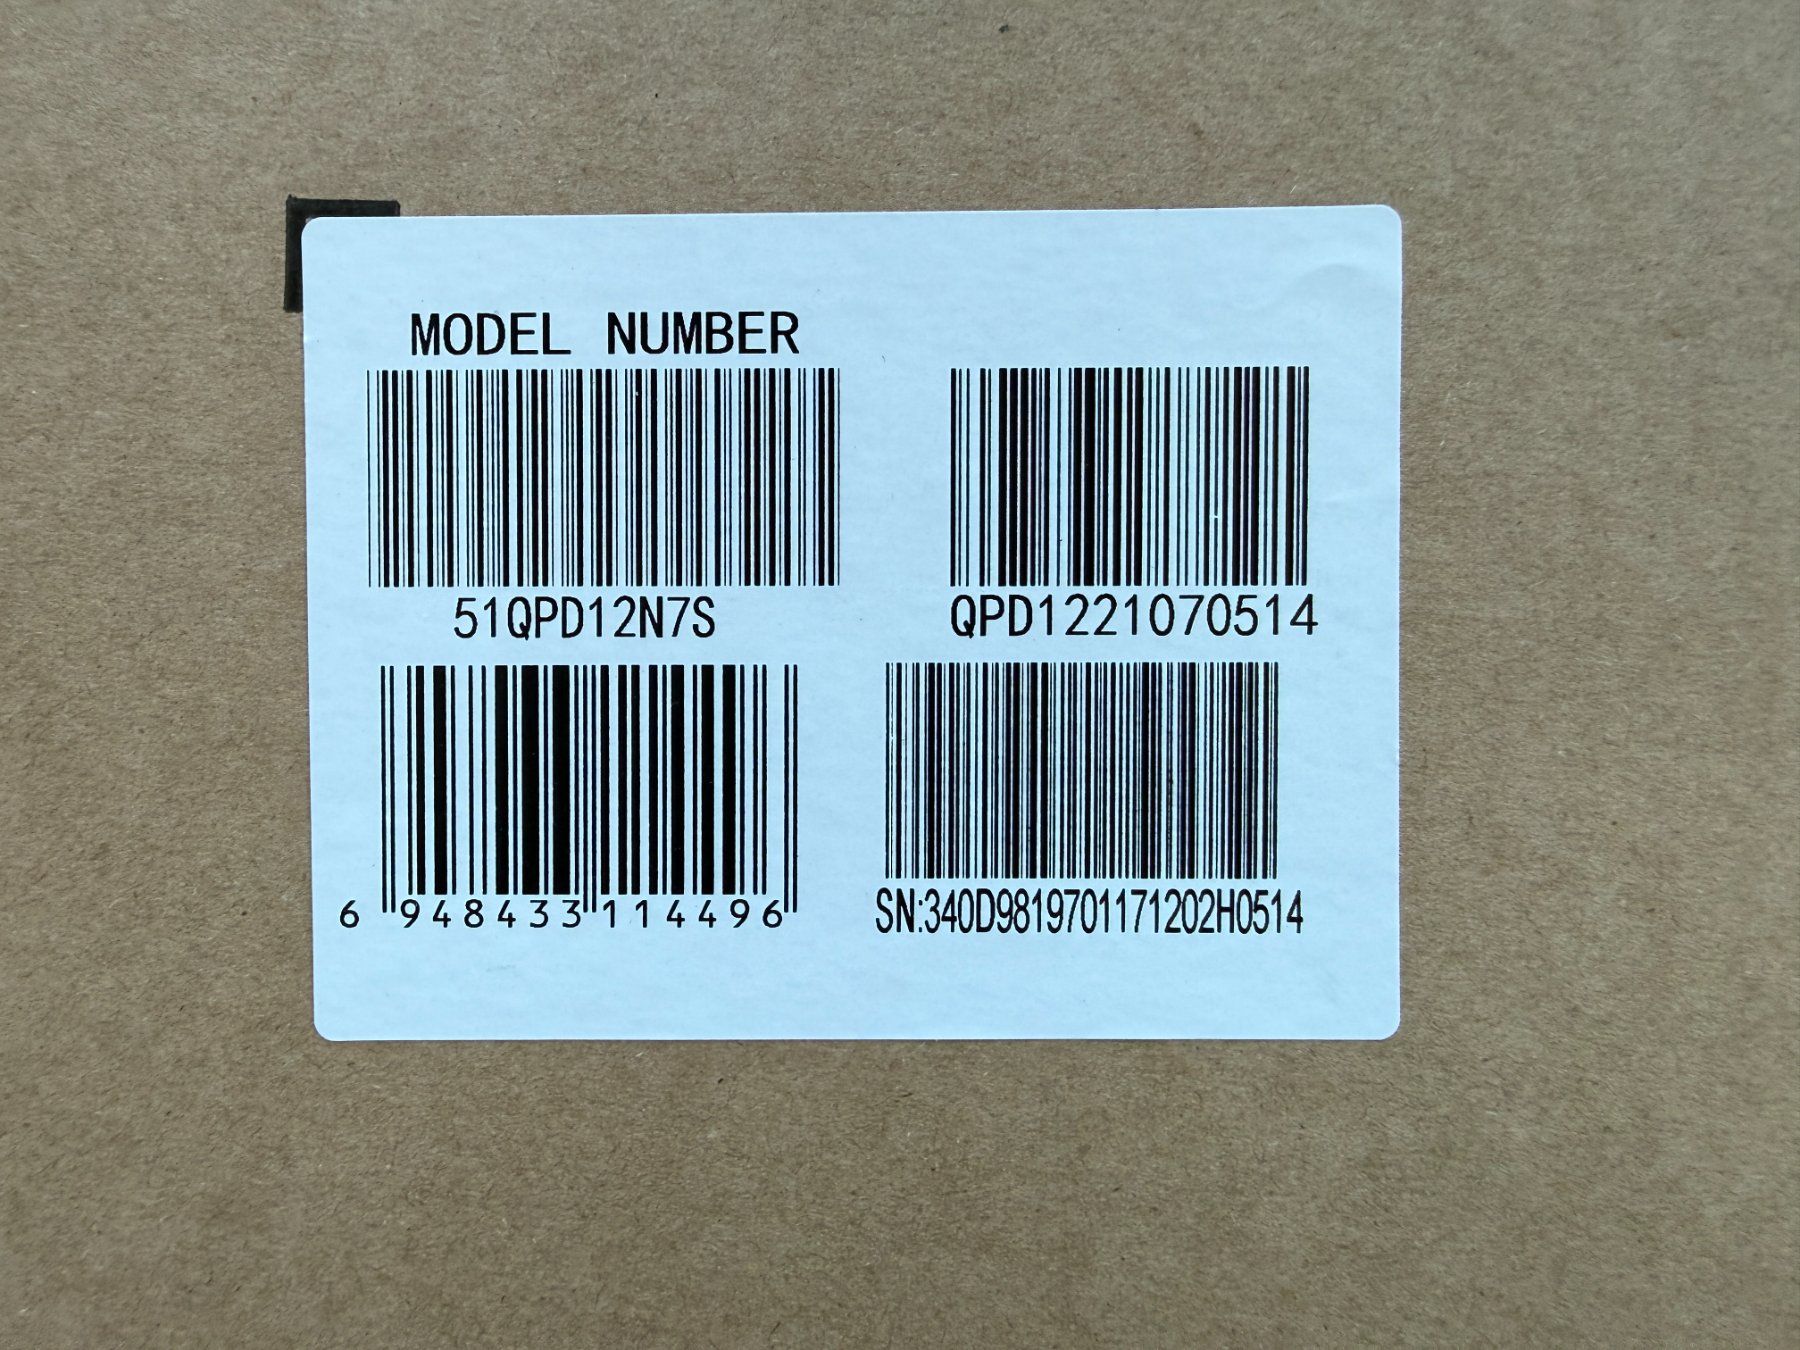 MODEL NUMBER
51QPD12N7S
QPD1221070514
6 948433 114496
SN:340D9819701171202H0514